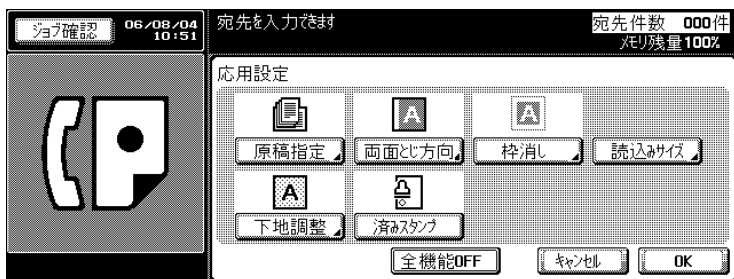 ジョブ確認
06/08/04
10:51
宛先を入力できます
宛先件数 000件
メモリ残量100%
応用設定
原稿指定
両面とじ方向
枠消し
読込みサイズ
下地調整
済みスタンプ
全機能OFF
キャンセル
OK